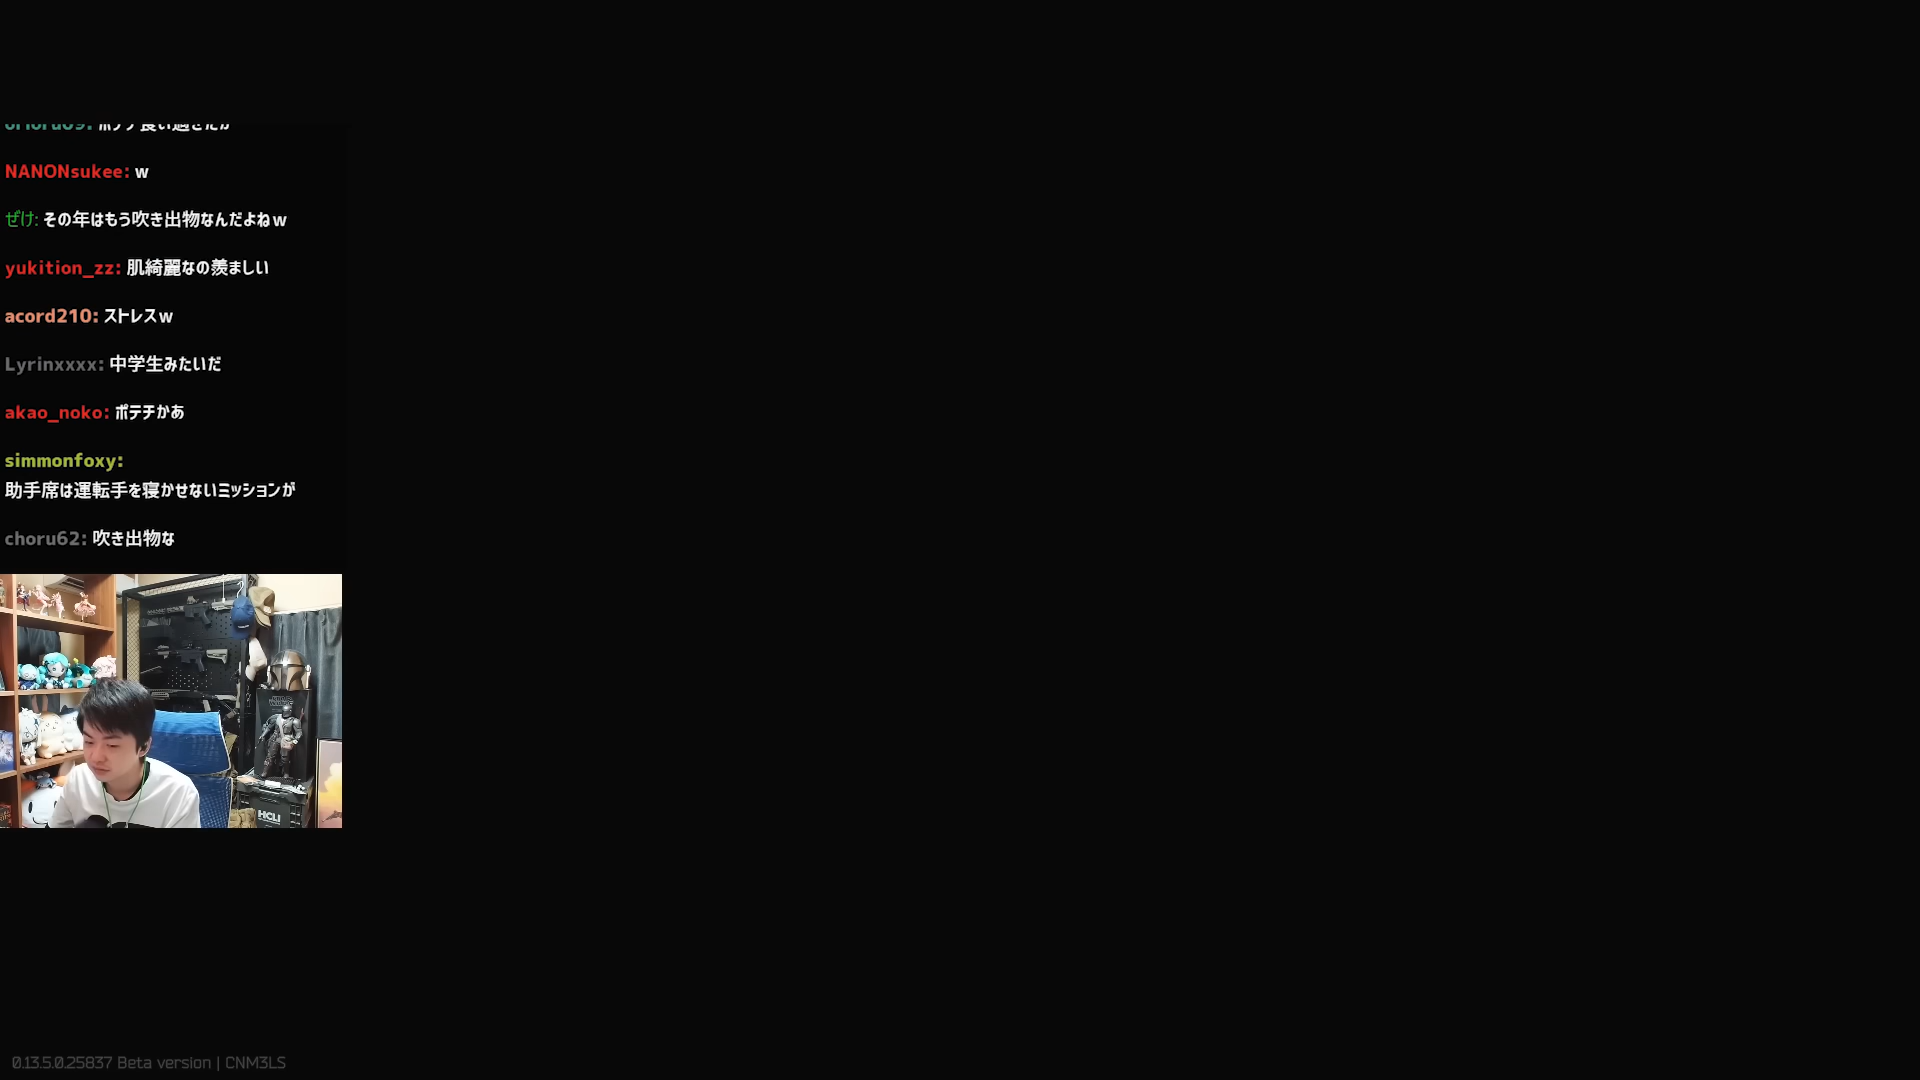 NANONsukee: w
ぜけ: その年はもう吹き出物なんだよねw
yukition_zz: 肌綺麗なの羨ましい
acord210: ストレスw
Lyrinxxxx: 中学生みたいだ
akao_noko: ポテチかあ
simmonfoxy:
助手席は運転手を寝かせないミッションが
choru62: 吹き出物な
HCLI
0.13.5.0.25837 Beta version | CNM3LS